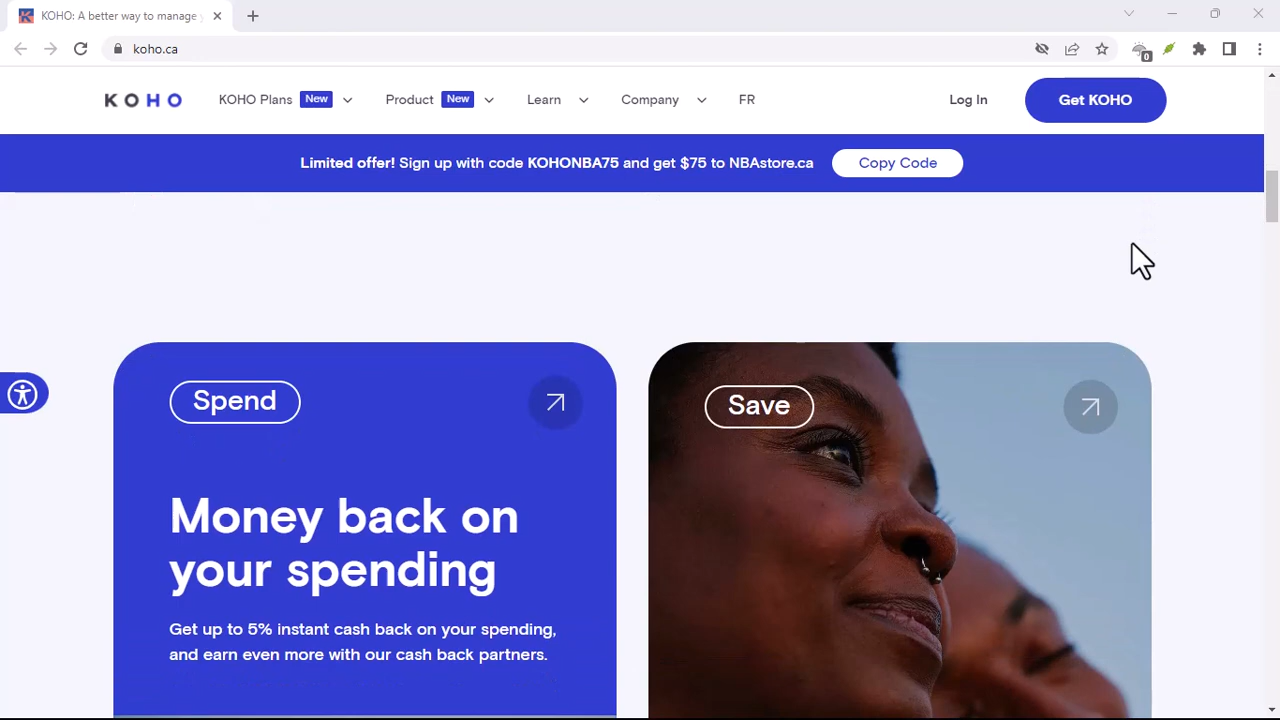 KOHO: A better way to manage
koho.ca
0
KOHO
KOHO Plans New
Product New
Learn
Company
FR
Log In
Get KOHO
Limited offer! Sign up with code KOHONBA75 and get $75 to NBAstore.ca
Copy Code
Spend
Money back on
your spending
Get up to 5% instant cash back on your spending,
and earn even more with our cash back partners.
Save